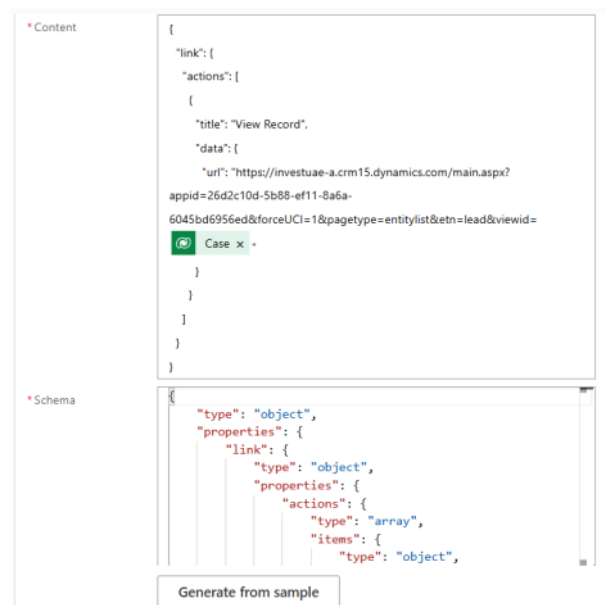 * Content
{
"link": {
"actions": [
{
"title": "View Record",
"data": {
"url": "https://investuae-a.crm15.dynamics.com/main.aspx?
appid=26d2c10d-5b88-ef11-8a6a-
6045bd6956ed&forceUCI=1&pagetype=entitylist&etn=lead&viewid=
Case x "
}
}
]
}
}
* Schema
{
"type": "object",
"properties": {
"link": {
"type": "object",
"properties": {
"actions": {
"type": "array",
"items": {
"type": "object",
Generate from sample